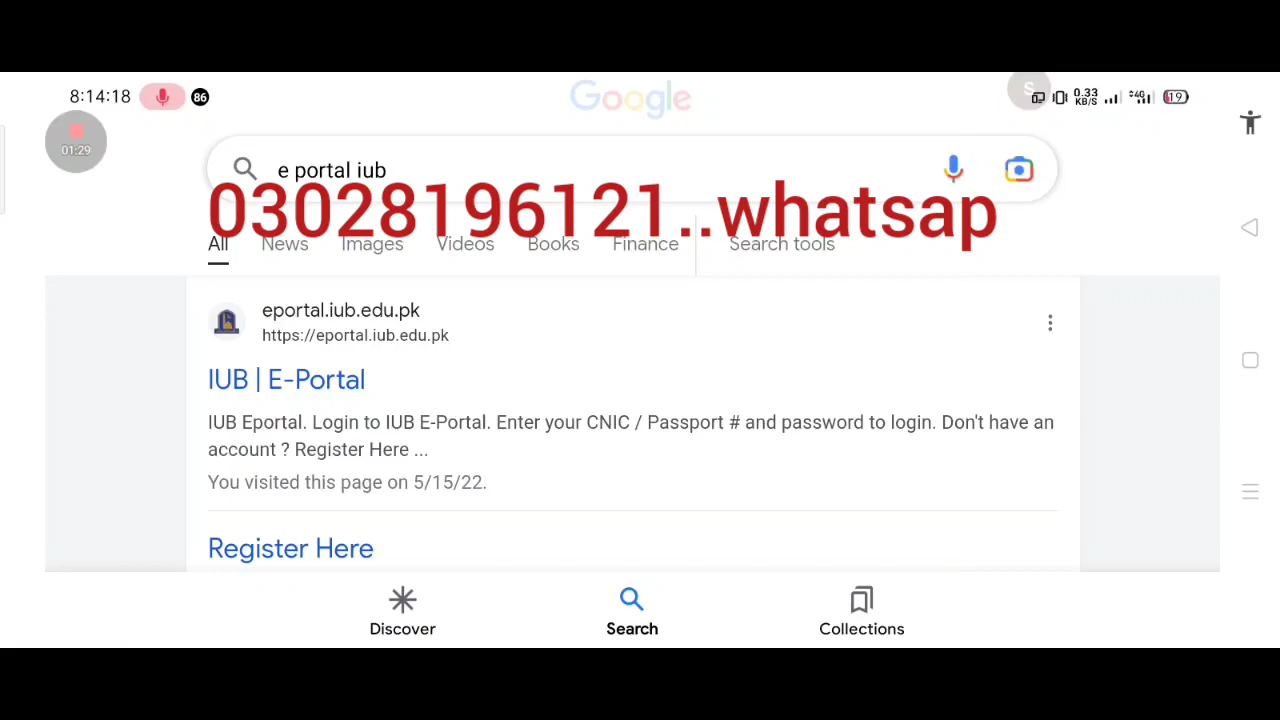 8:14:18 86
Google
S
0.33 KB/S 4G 19
01:29
e portal iub
03028196121..whatsap
All News Images Videos Books Finance Search tools
eportal.iub.edu.pk
https://eportal.iub.edu.pk
IUB | E-Portal
IUB Eportal. Login to IUB E-Portal. Enter your CNIC / Passport # and password to login. Don't have an
account ? Register Here ...
You visited this page on 5/15/22.
Register Here
Discover Search Collections